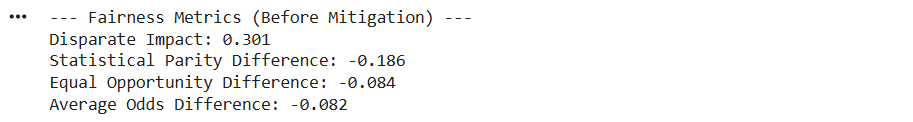 --- Fairness Metrics (Before Mitigation) ---
Disparate Impact: 0.301
Statistical Parity Difference: -0.186
Equal Opportunity Difference: -0.084
Average Odds Difference: -0.082